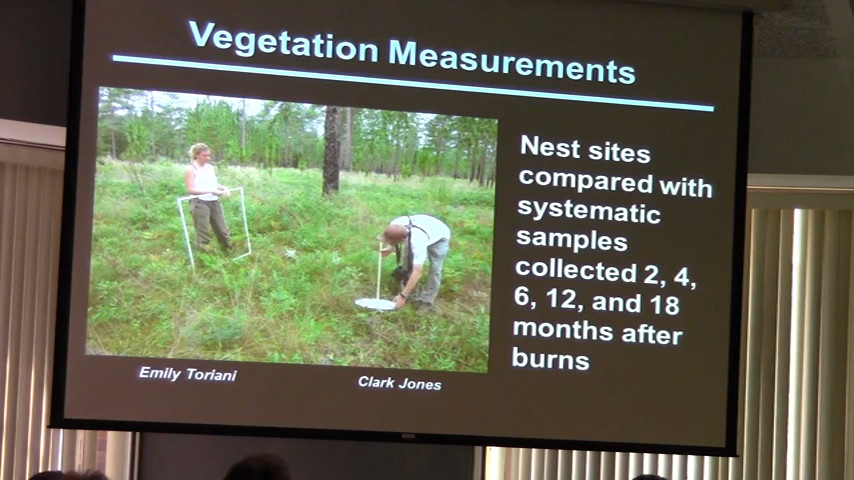 Vegetation Measurements
Nest sites
compared with
systematic
samples
collected 2, 4,
6, 12, and 18
months after
burns
Emily Toriani
Clark Jones